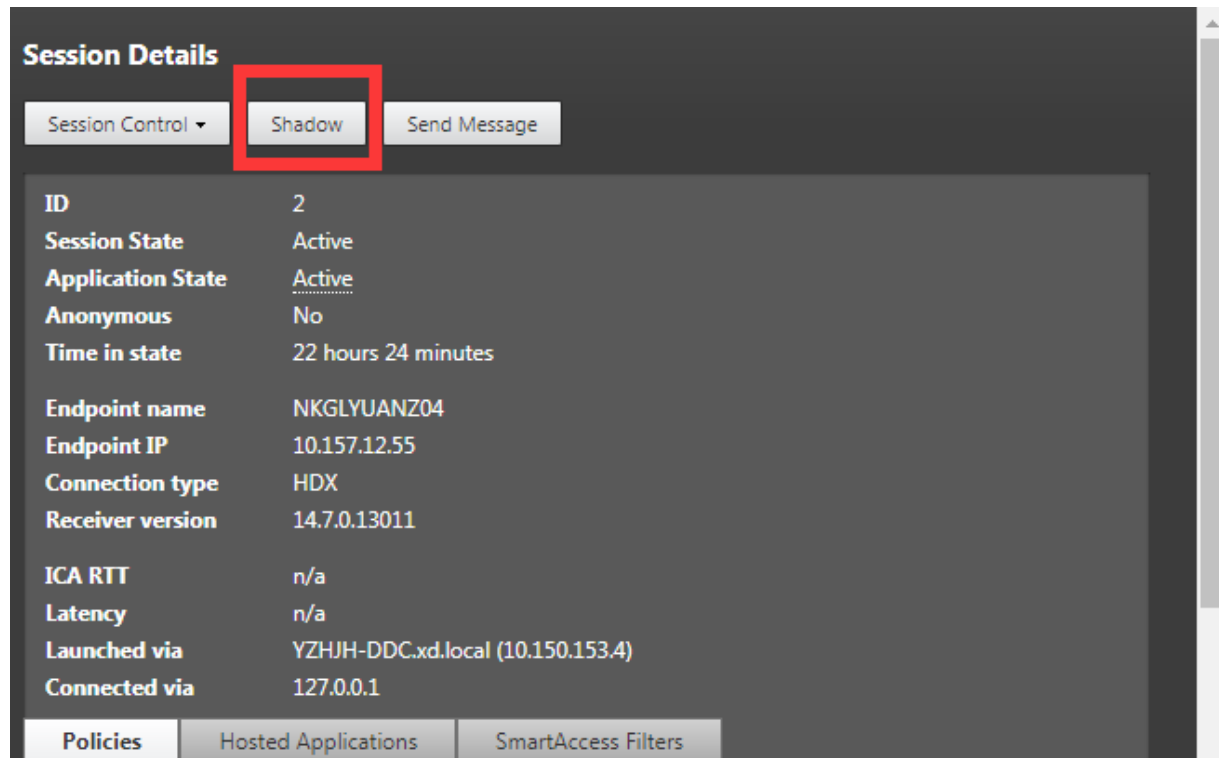 Session Details
Session Control Shadow Send Message
ID 2
Session State Active
Application State Active
Anonymous No
Time in state 22 hours 24 minutes
Endpoint name NKGLYUANZ04
Endpoint IP 10.157.12.55
Connection type HDX
Receiver version 14.7.0.13011
ICA RTT n/a
Latency n/a
Launched via YZHJH-DDC.xd.local (10.150.153.4)
Connected via 127.0.0.1
Policies Hosted Applications SmartAccess Filters